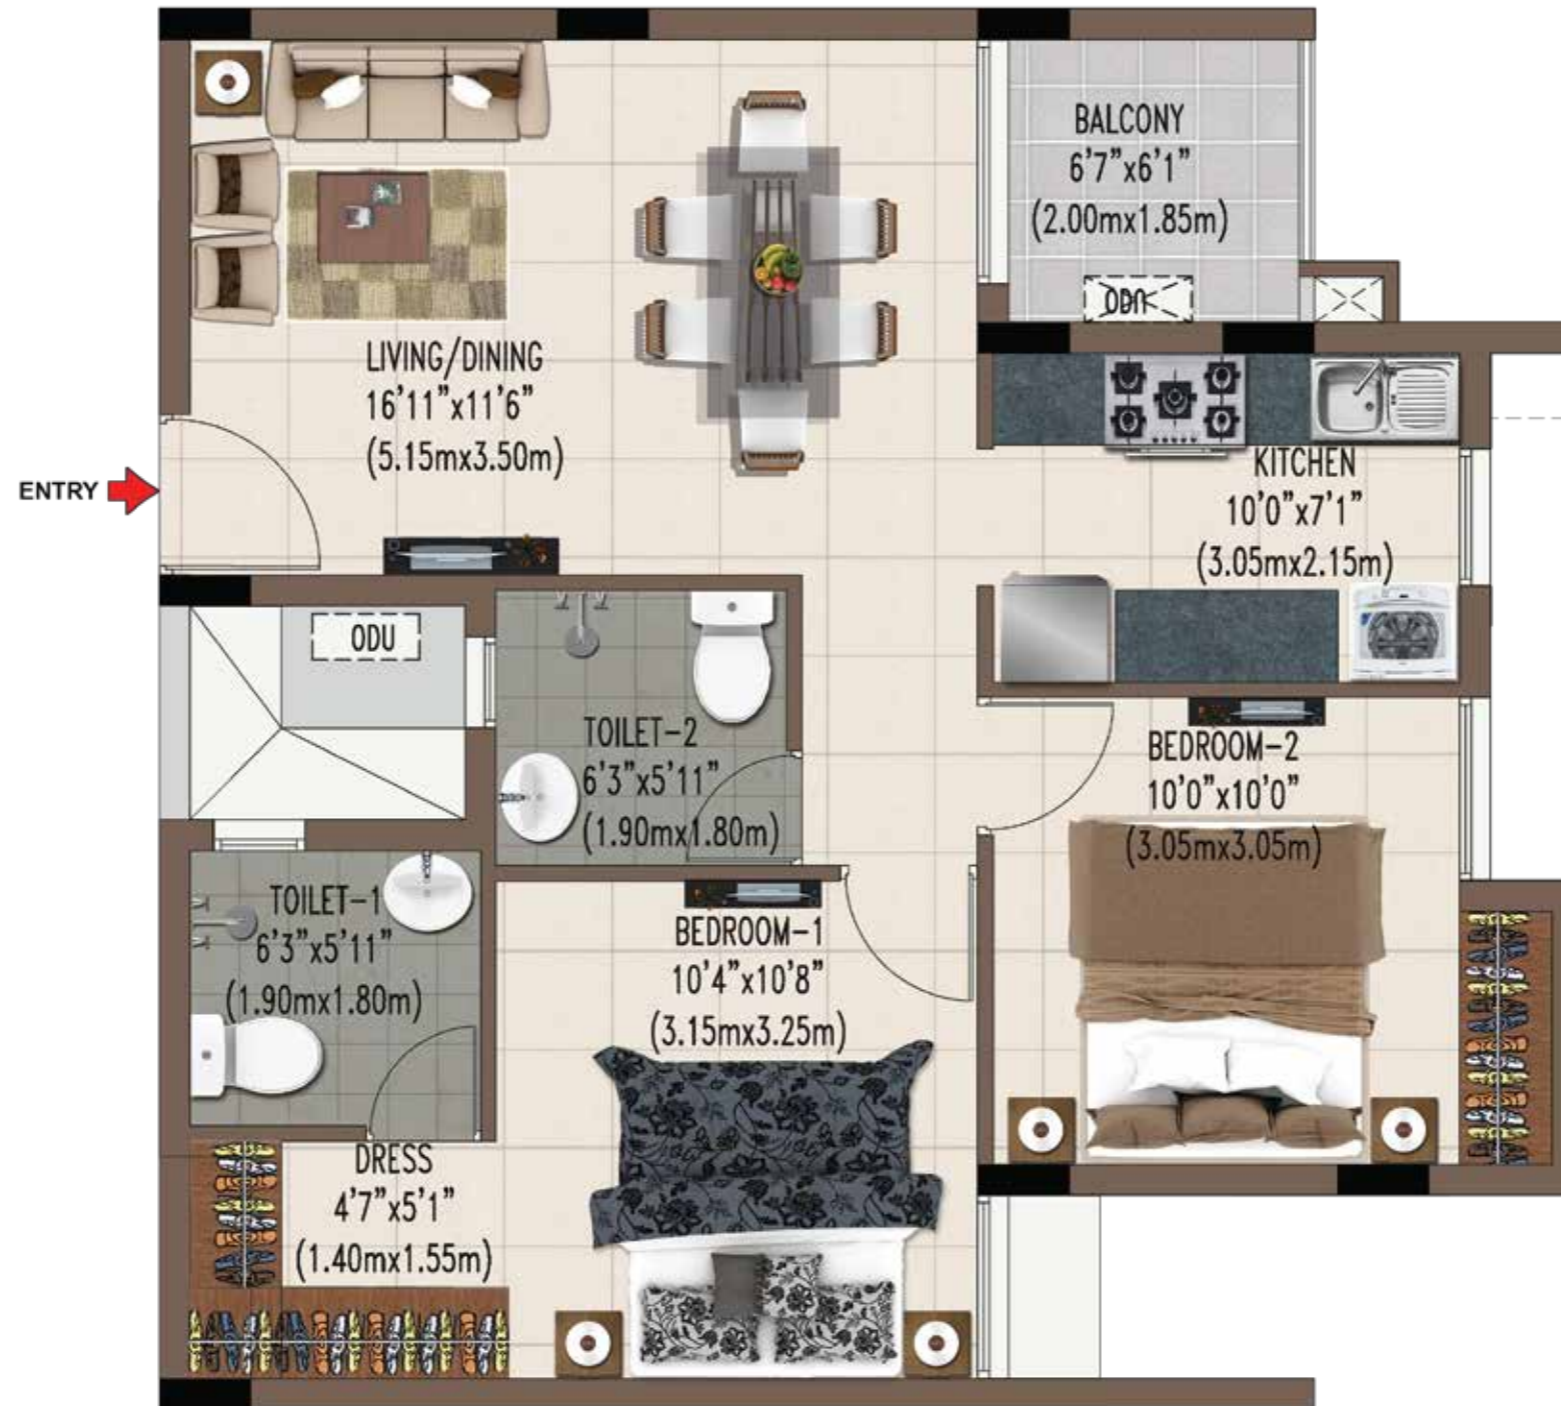 BALCONY
6'7"x6'1"
(2.00mx1.85m)
LIVING/DINING
16'11"x11'6"
(5.15mx3.50m)
ENTRY
KITCHEN
10'0"x7'1"
(3.05mx2.15m)
ODU
TOILET-2
6'3"x5'11"
(1.90mx1.80m)
BEDROOM-2
10'0"x10'0"
(3.05mx3.05m)
TOILET-1
6'3"x5'11"
(1.90mx1.80m)
BEDROOM-1
10'4"x10'8"
(3.15mx3.25m)
DRESS
4'7"x5'1"
(1.40mx1.55m)